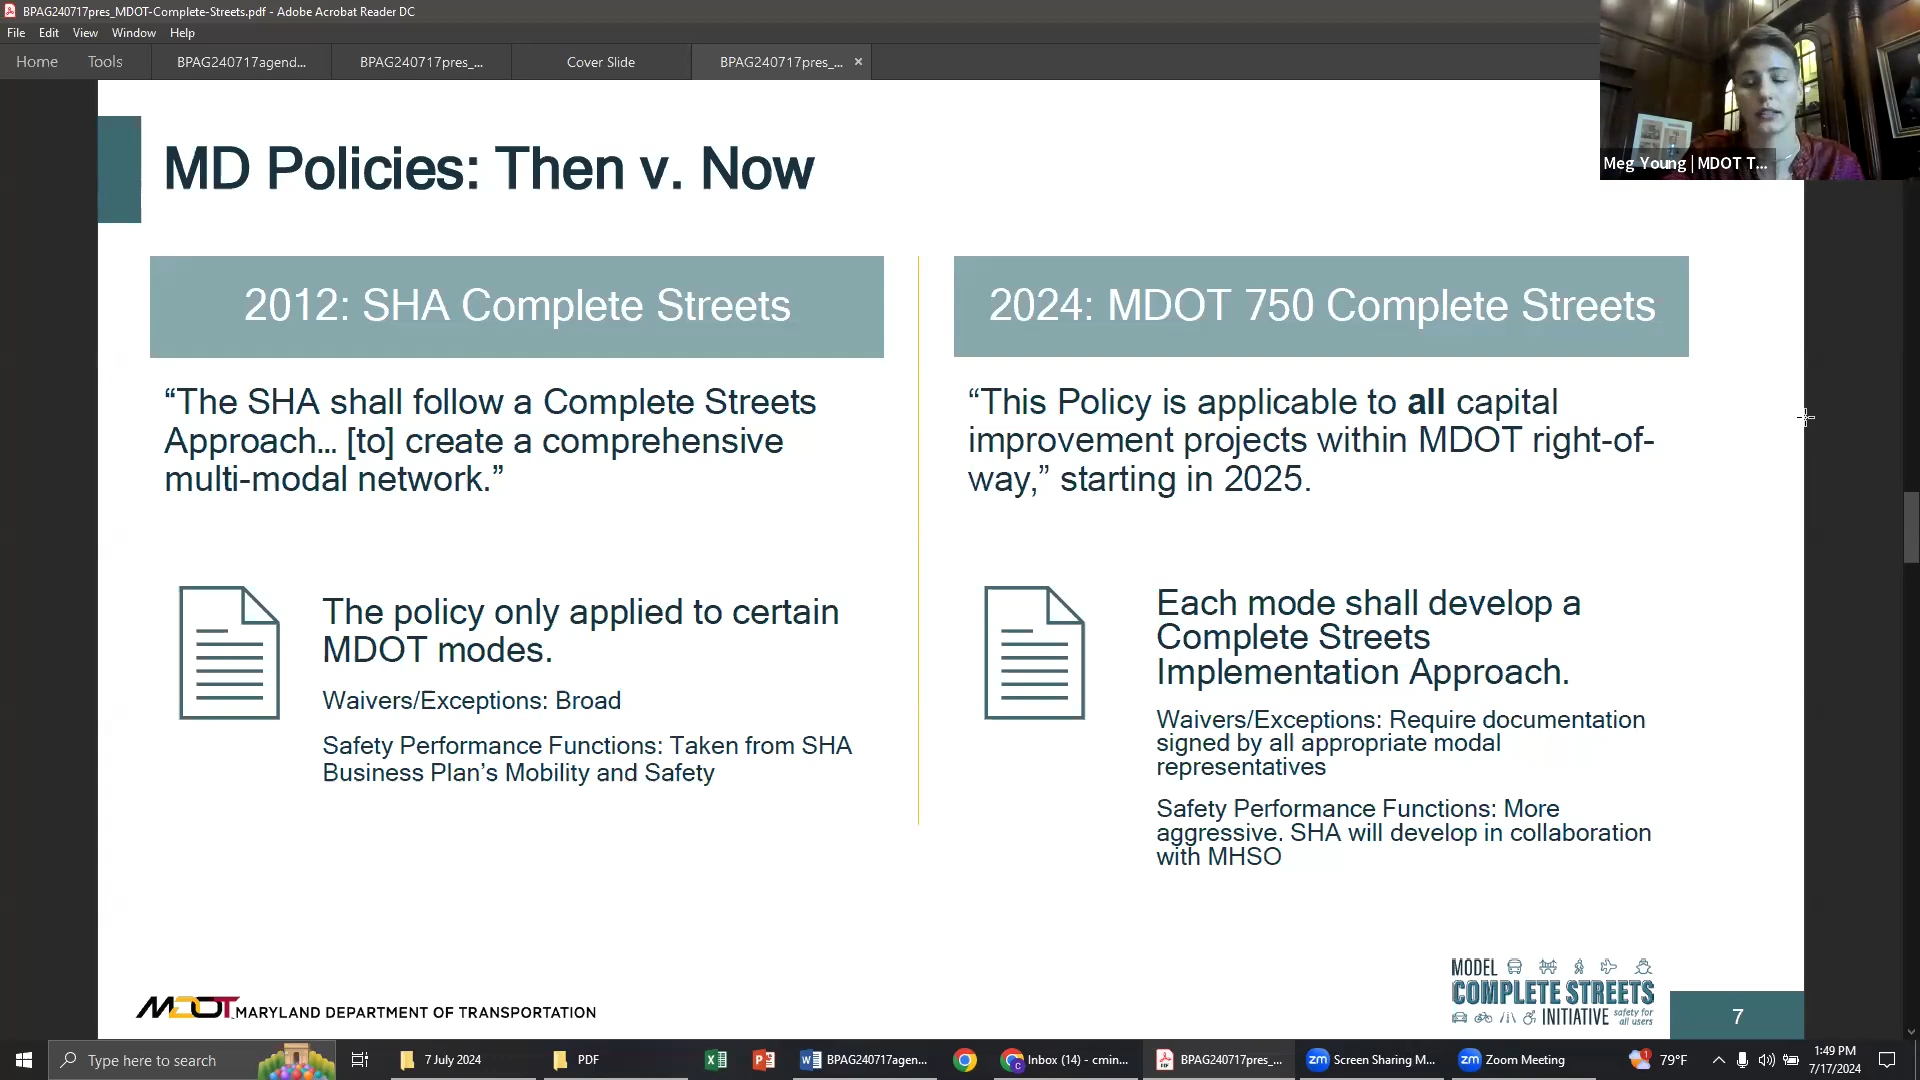 BPAG240717pres_MDOT-Complete-Streets.pdf - Adobe Acrobat Reader DC
File Edit View Window Help
Home Tools BPAG240717agend... BPAG240717pres_... Cover Slide BPAG240717pres_... ×
Meg Young | MDOT T...
MD Policies: Then v. Now
2012: SHA Complete Streets
“The SHA shall follow a Complete Streets
Approach... [to] create a comprehensive
multi-modal network.”
The policy only applied to certain
MDOT modes.
Waivers/Exceptions: Broad
Safety Performance Functions: Taken from SHA
Business Plan’s Mobility and Safety
2024: MDOT 750 Complete Streets
“This Policy is applicable to all capital
improvement projects within MDOT right-of-
way,” starting in 2025.
Each mode shall develop a
Complete Streets
Implementation Approach.
Waivers/Exceptions: Require documentation
signed by all appropriate modal
representatives
Safety Performance Functions: More
aggressive. SHA will develop in collaboration
with MHSO
MDOT MARYLAND DEPARTMENT OF TRANSPORTATION
MODEL
COMPLETE STREETS
INITIATIVE safety for
all users
7
Type here to search 7 July 2024 PDF BPAG240717agen... Inbox (14) - cmin... BPAG240717pres_... zm Screen Sharing M... zm Zoom Meeting 1 79°F 1:49 PM
7/17/2024